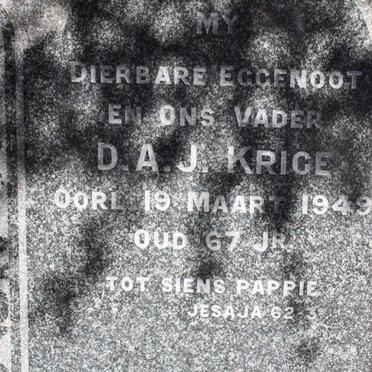 MY
DIERBARE EGGENOOT
EN ONS VADER
D.A.J. KRIGE
OORL. 19 MAART 1949
OUD 67 JR.
TOT SIENS PAPPIE
JESAJA 62:3